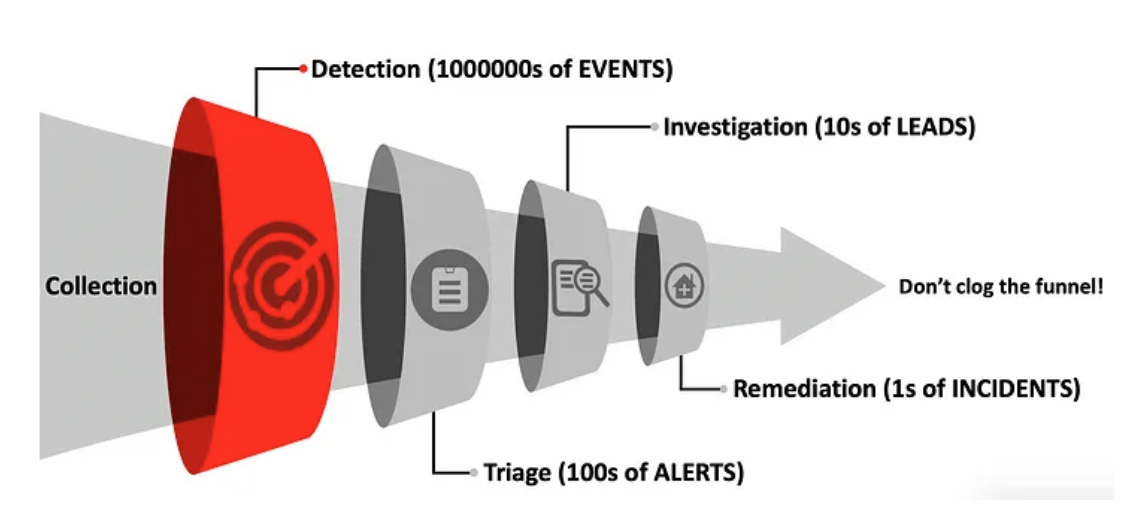 Detection (1000000s of EVENTS)
Investigation (10s of LEADS)
Collection
Don't clog the funnel!
Remediation (1s of INCIDENTS)
Triage (100s of ALERTS)